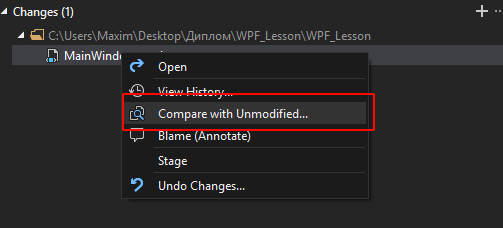 Changes (1)
C:\Users\Maxim\Desktop\Диплом\WPF_Lesson\WPF_Lesson
Open
View History...
Compare with Unmodified...
Blame (Annotate)
Stage
Undo Changes...